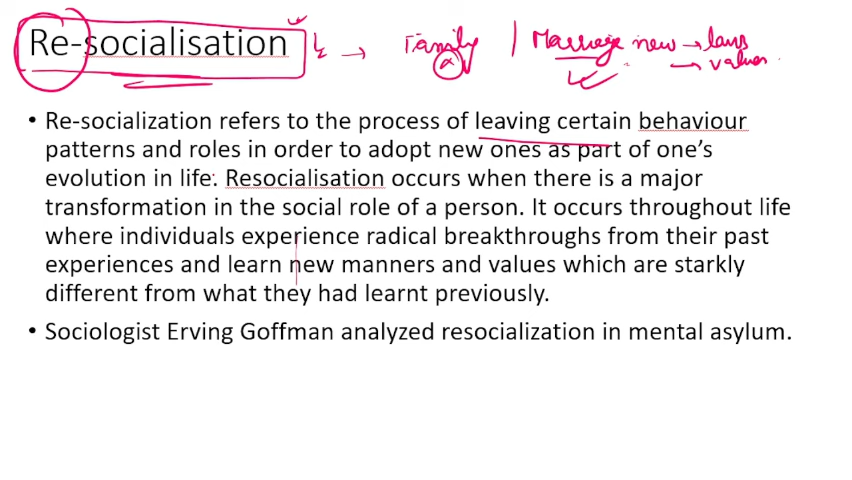 Re-socialisation → Family | Marriage new → laws
→ values
• Re-socialization refers to the process of leaving certain behaviour
patterns and roles in order to adopt new ones as part of one's
evolution in life. Resocialisation occurs when there is a major
transformation in the social role of a person. It occurs throughout life
where individuals experience radical breakthroughs from their past
experiences and learn new manners and values which are starkly
different from what they had learnt previously.
• Sociologist Erving Goffman analyzed resocialization in mental asylum.